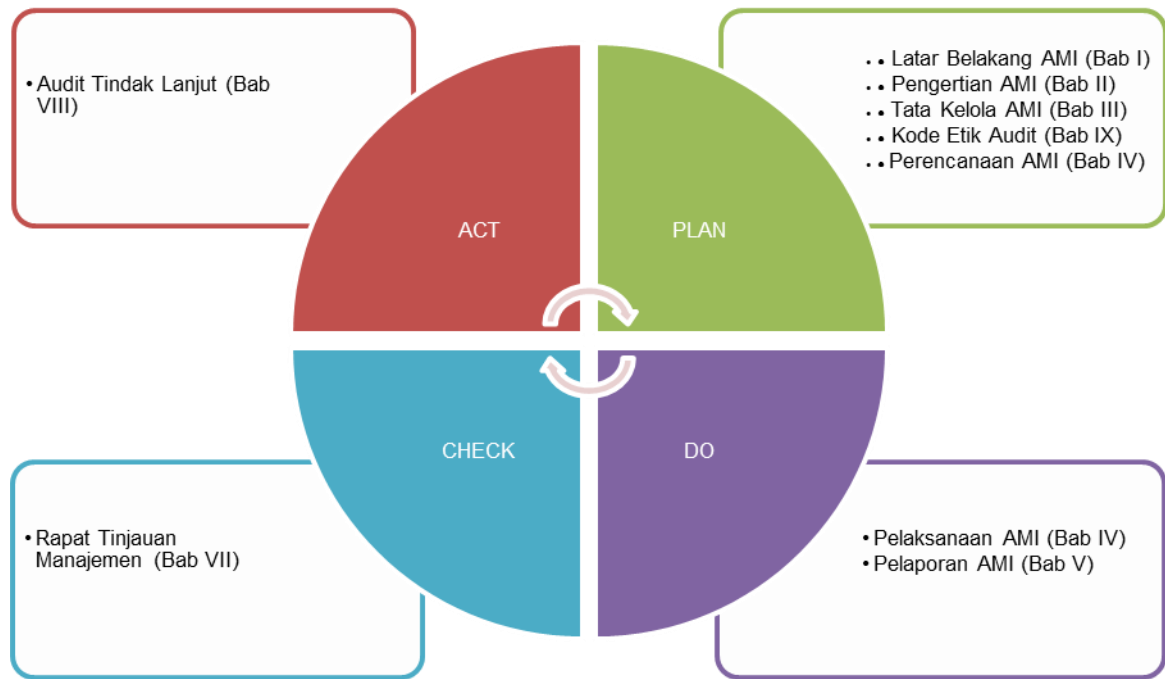 • Audit Tindak Lanjut (Bab
VIII)
• • Latar Belakang AMI (Bab I)
• • Pengertian AMI (Bab II)
• • Tata Kelola AMI (Bab III)
• • Kode Etik Audit (Bab IX)
• • Perencanaan AMI (Bab IV)
ACT
PLAN
CHECK
DO
• Rapat Tinjauan
Manajemen (Bab VII)
• Pelaksanaan AMI (Bab IV)
• Pelaporan AMI (Bab V)